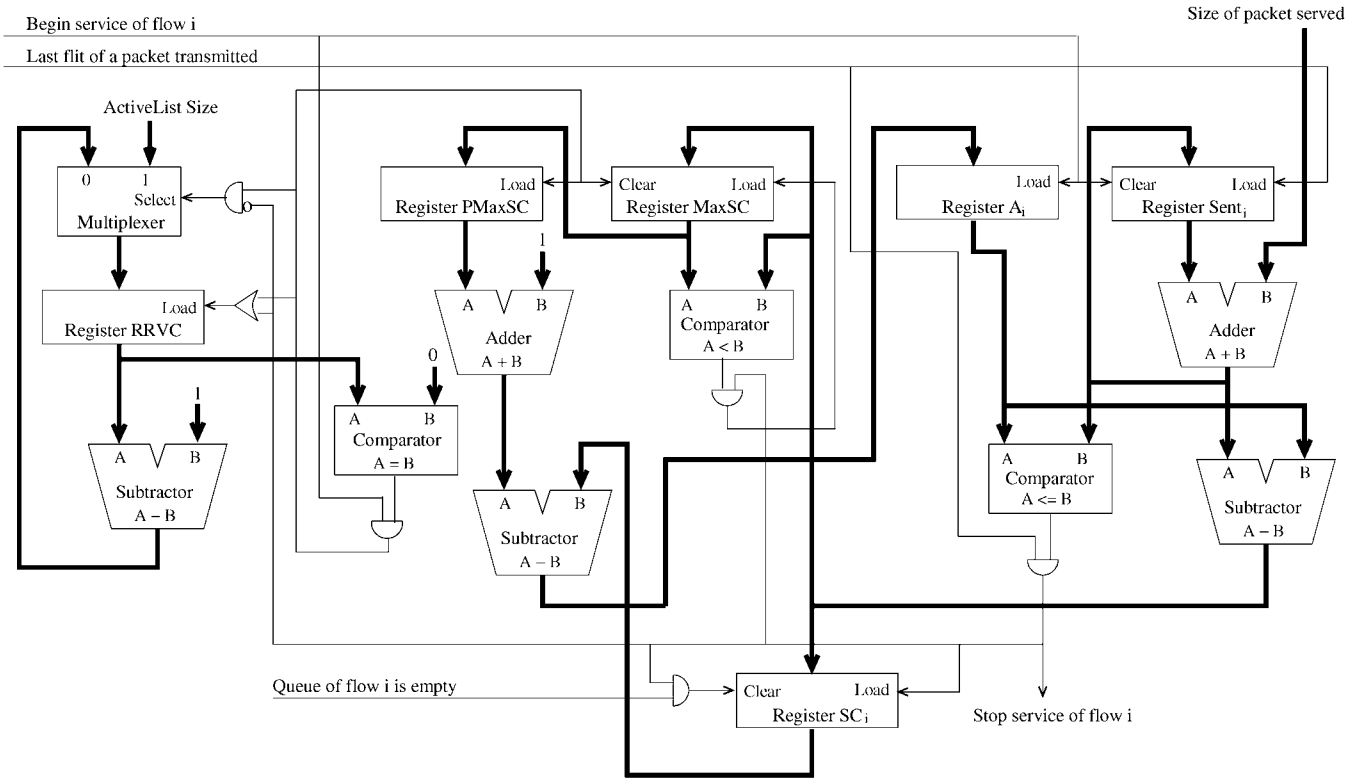 Begin service of flow i
Size of packet served
Last flit of a packet transmitted
ActiveList Size
0 1
Select
Multiplexer
Load
Register PMaxSC
Clear Load
Register MaxSC
Load
Register Ai
Clear Load
Register Senti
Load
Register RRVC
1
A B
Adder
A + B
A B
Comparator
A < B
A B
Adder
A + B
0
A B
Comparator
A = B
1
A B
Subtractor
A – B
A B
Subtractor
A – B
A B
Comparator
A <= B
A B
Subtractor
A – B
Queue of flow i is empty
Clear Load
Register SCi
Stop service of flow i